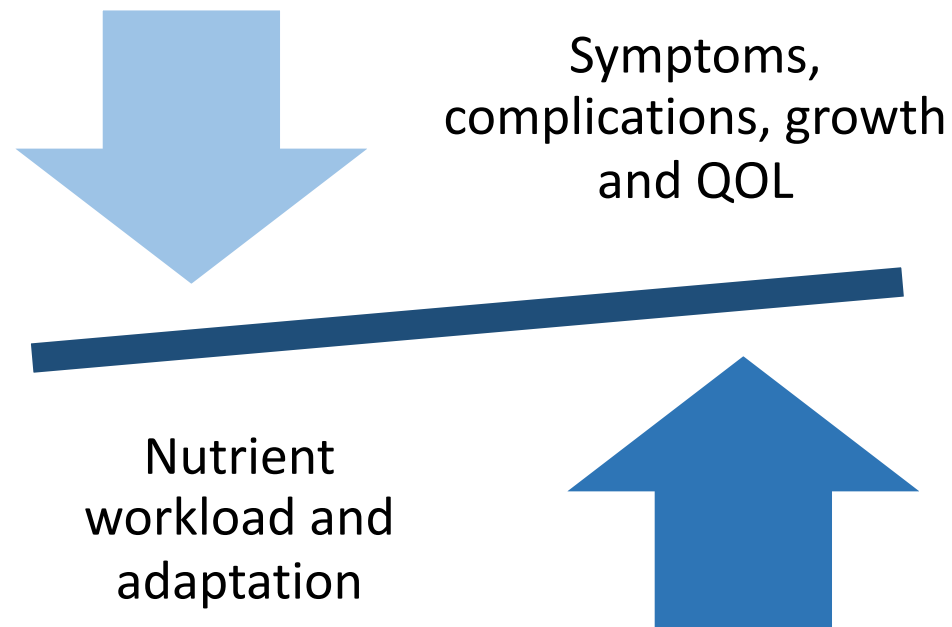 Symptoms,
complications, growth
and QOL
Nutrient
workload and
adaptation